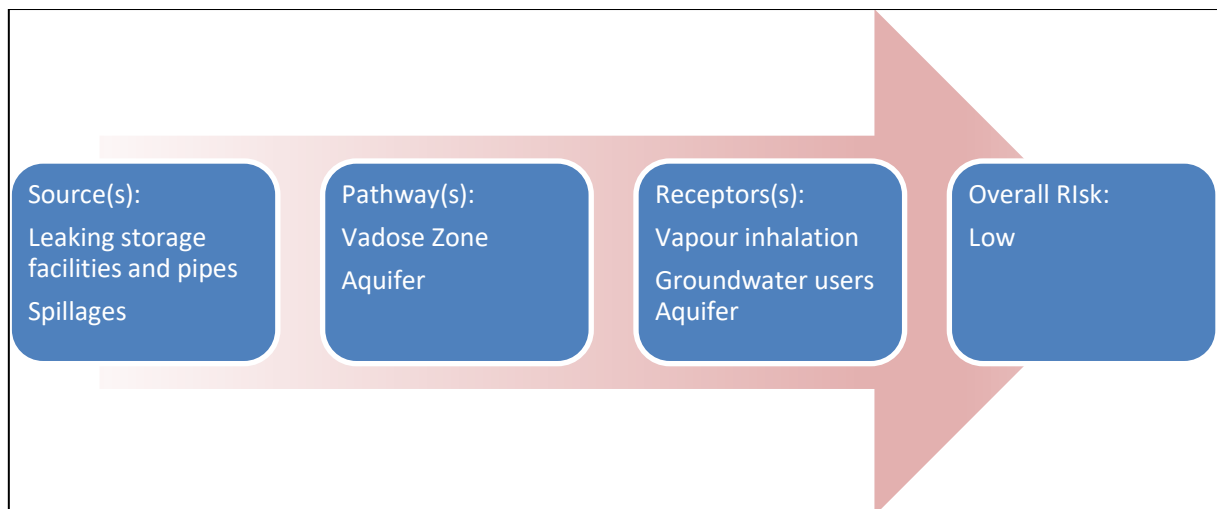 Source(s):
Leaking storage
facilities and pipes
Spillages
Pathway(s):
Vadose Zone
Aquifer
Receptors(s):
Vapour inhalation
Groundwater users
Aquifer
Overall RIsk:
Low